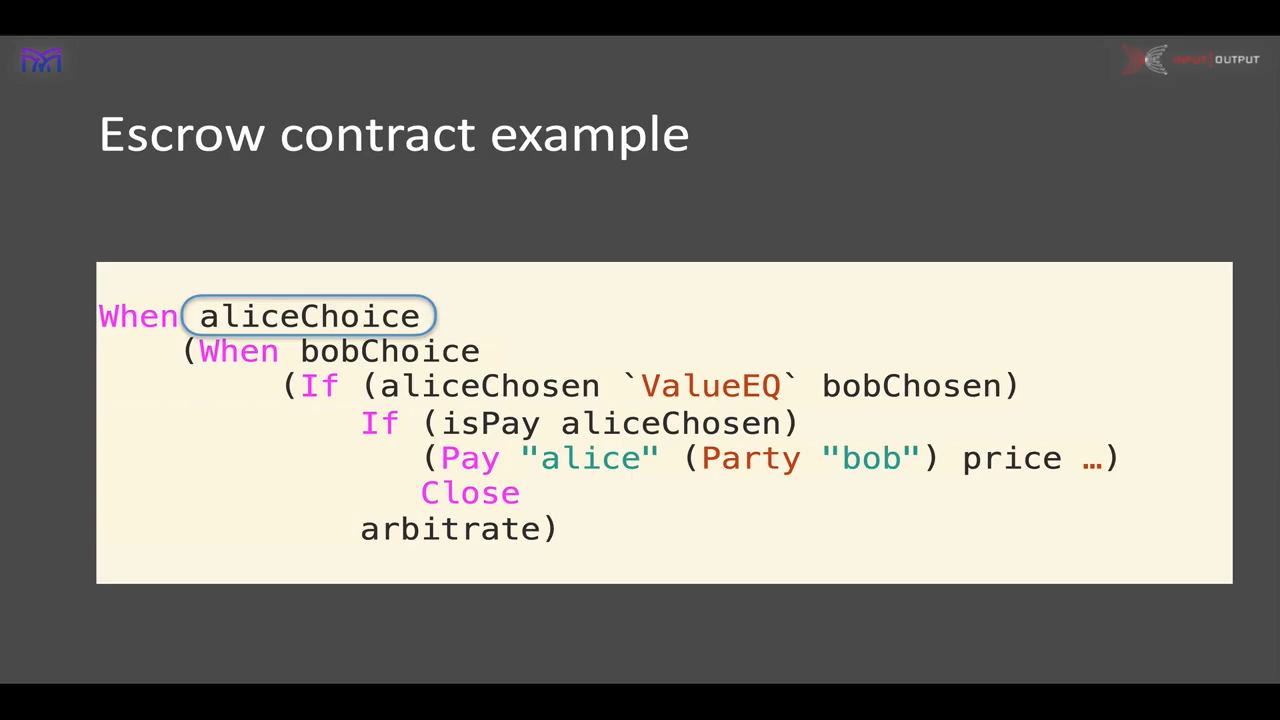 INPUT|OUTPUT
Escrow contract example
When aliceChoice
(When bobChoice
(If (aliceChosen `ValueEQ` bobChosen)
If (isPay aliceChosen)
(Pay "alice" (Party "bob") price …)
Close
arbitrate)